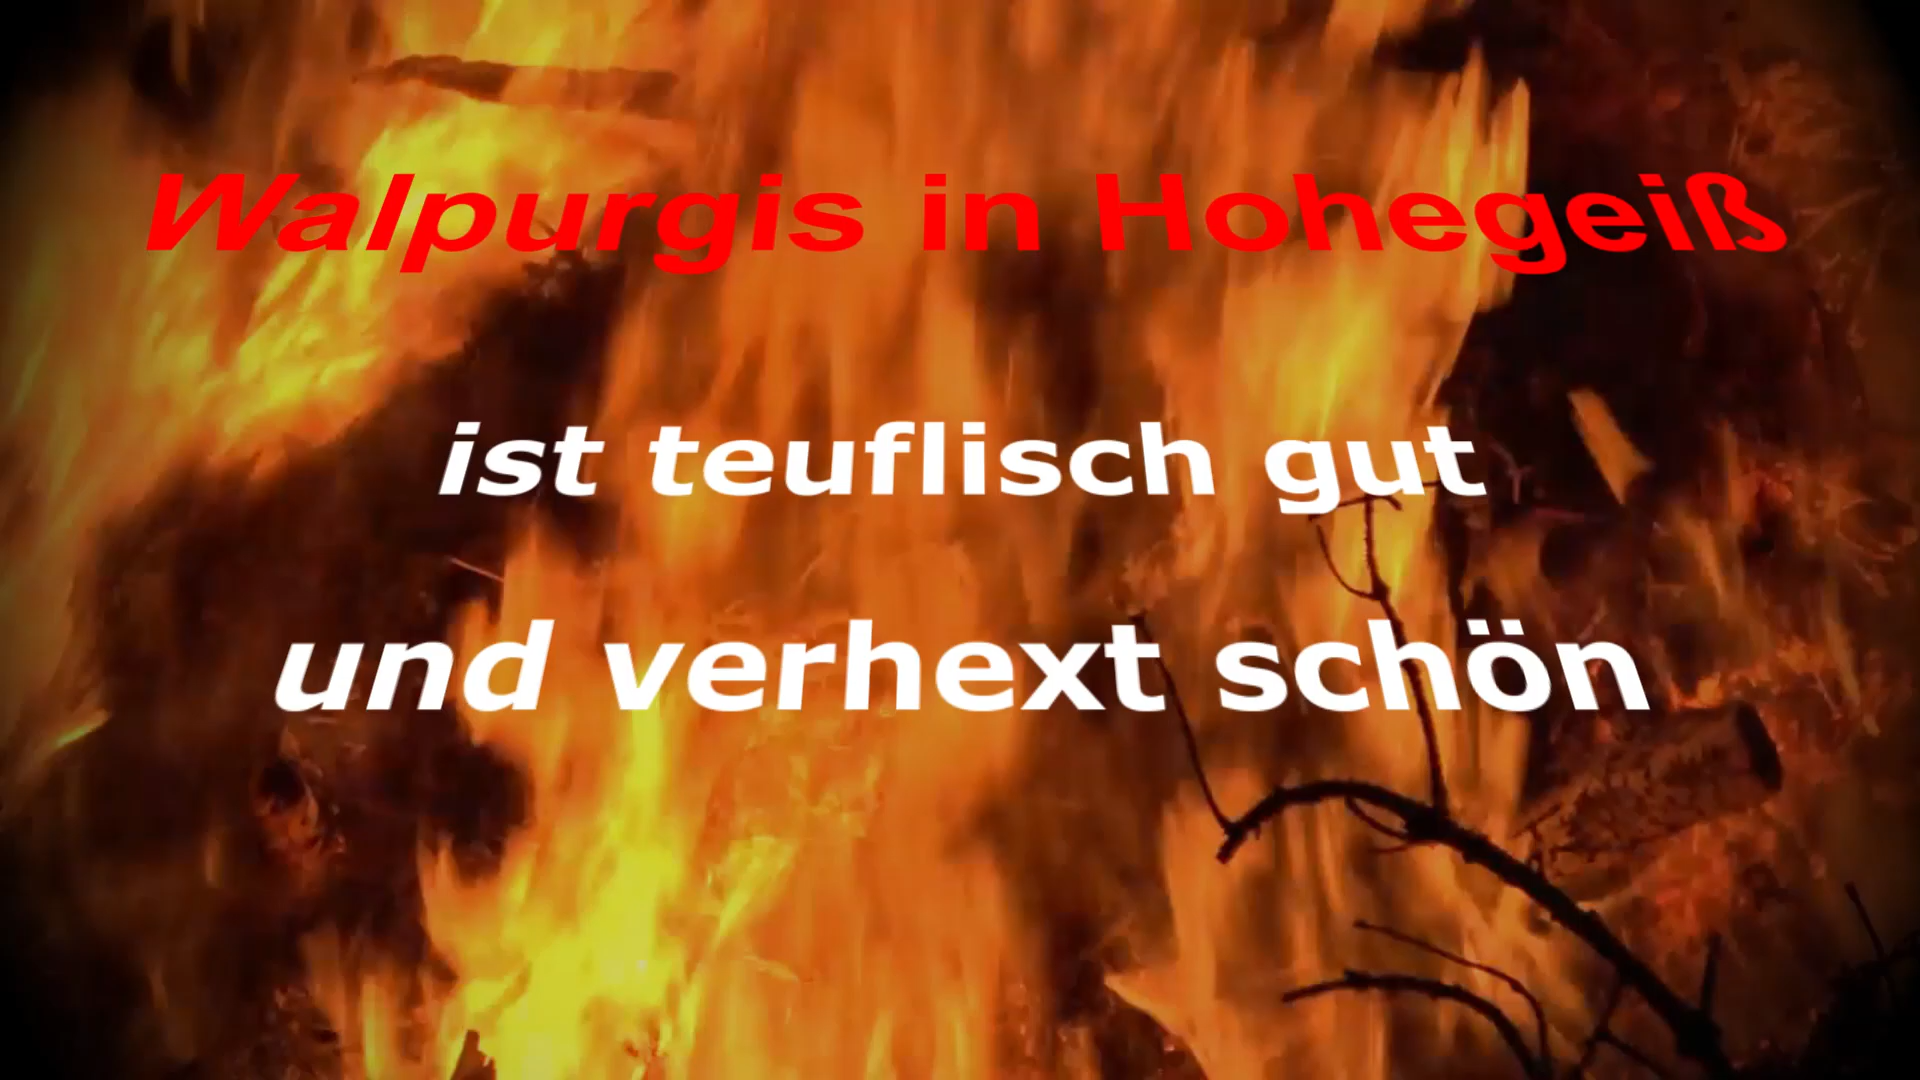 Walpurgis in Hohegeiß
ist teuflisch gut
und verhext schön